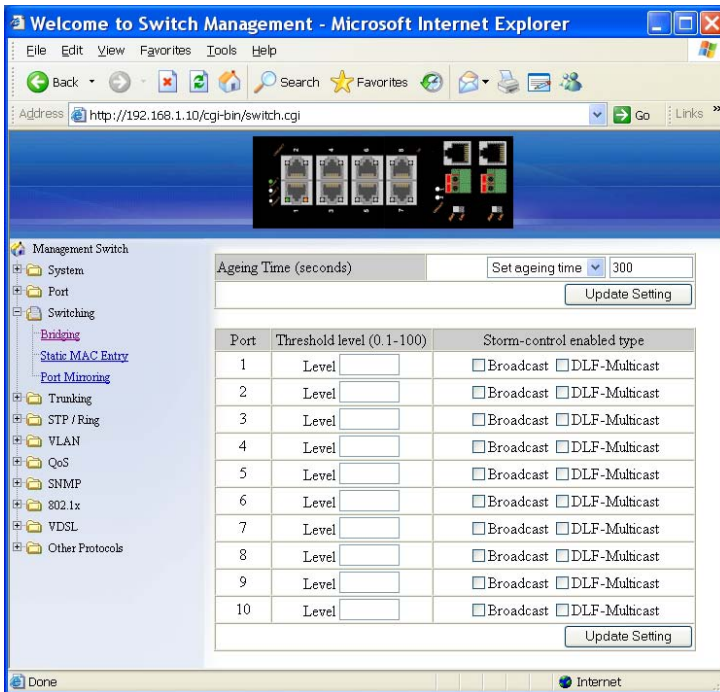 Welcome to Switch Management - Microsoft Internet Explorer
File Edit View Favorites Tools Help
Back Search Favorites
Address http://192.168.1.10/cgi-bin/switch.cgi Go Links »
Management Switch
System
Port
Switching
Bridging
Static MAC Entry
Port Mirroring
Trunking
STP / Ring
VLAN
QoS
SNMP
802.1x
VDSL
Other Protocols
Ageing Time (seconds) Set ageing time 300
Update Setting
Port Threshold level (0.1-100) Storm-control enabled type
1 Level Broadcast DLF-Multicast
2 Level Broadcast DLF-Multicast
3 Level Broadcast DLF-Multicast
4 Level Broadcast DLF-Multicast
5 Level Broadcast DLF-Multicast
6 Level Broadcast DLF-Multicast
7 Level Broadcast DLF-Multicast
8 Level Broadcast DLF-Multicast
9 Level Broadcast DLF-Multicast
10 Level Broadcast DLF-Multicast
Update Setting
Done Internet